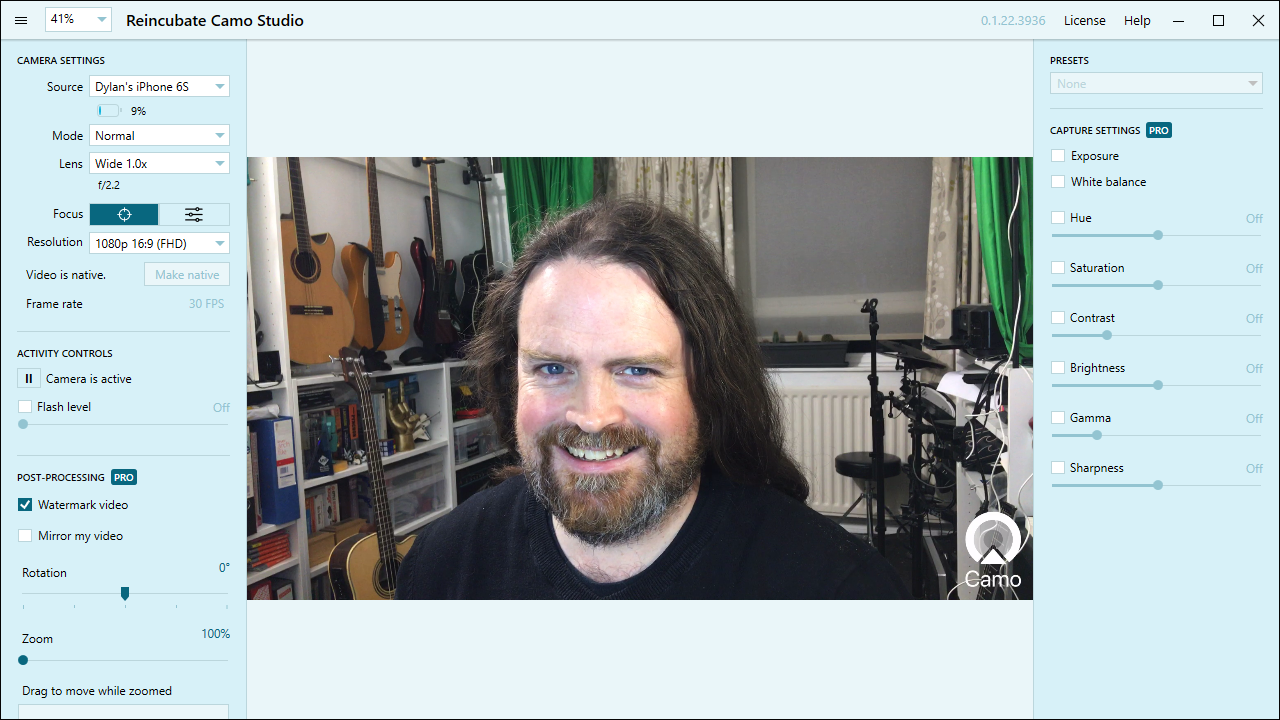 41%
Reincubate Camo Studio
0.1.22.3936
License
Help
CAMERA SETTINGS
Source
Dylan's iPhone 6S
9%
Mode
Normal
Lens
Wide 1.0x
f/2.2
Focus
Resolution
1080p 16:9 (FHD)
Video is native.
Make native
Frame rate
30 FPS
ACTIVITY CONTROLS
Camera is active
Flash level
Off
POST-PROCESSING
PRO
Watermark video
Mirror my video
Rotation
0°
Zoom
100%
Drag to move while zoomed
Camo
PRESETS
None
CAPTURE SETTINGS
PRO
Exposure
White balance
Hue
Off
Saturation
Off
Contrast
Off
Brightness
Off
Gamma
Off
Sharpness
Off